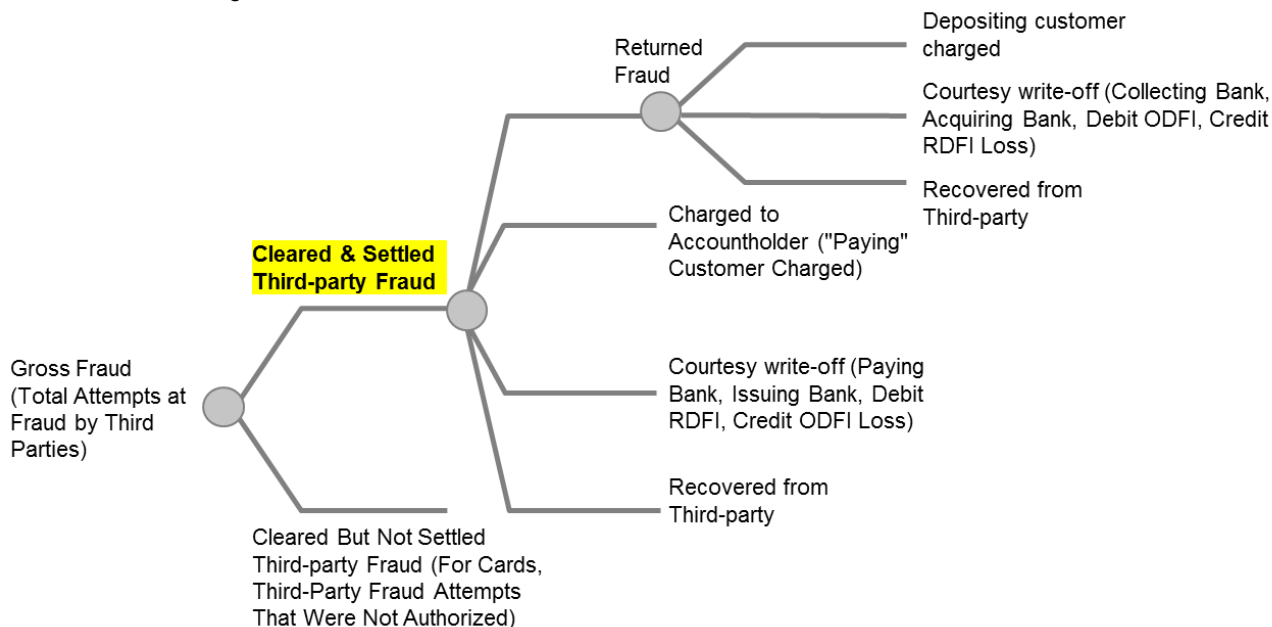 Depositing customer
charged
Returned
Fraud
Courtesy write-off (Collecting Bank,
Acquiring Bank, Debit ODFI, Credit
RDFI Loss)
Recovered from
Third-party
Charged to
Accountholder ("Paying"
Customer Charged)
Cleared & Settled
Third-party Fraud
Gross Fraud
(Total Attempts at
Fraud by Third
Parties)
Courtesy write-off (Paying
Bank, Issuing Bank, Debit
RDFI, Credit ODFI Loss)
Recovered from
Third-party
Cleared But Not Settled
Third-party Fraud (For Cards,
Third-Party Fraud Attempts
That Were Not Authorized)